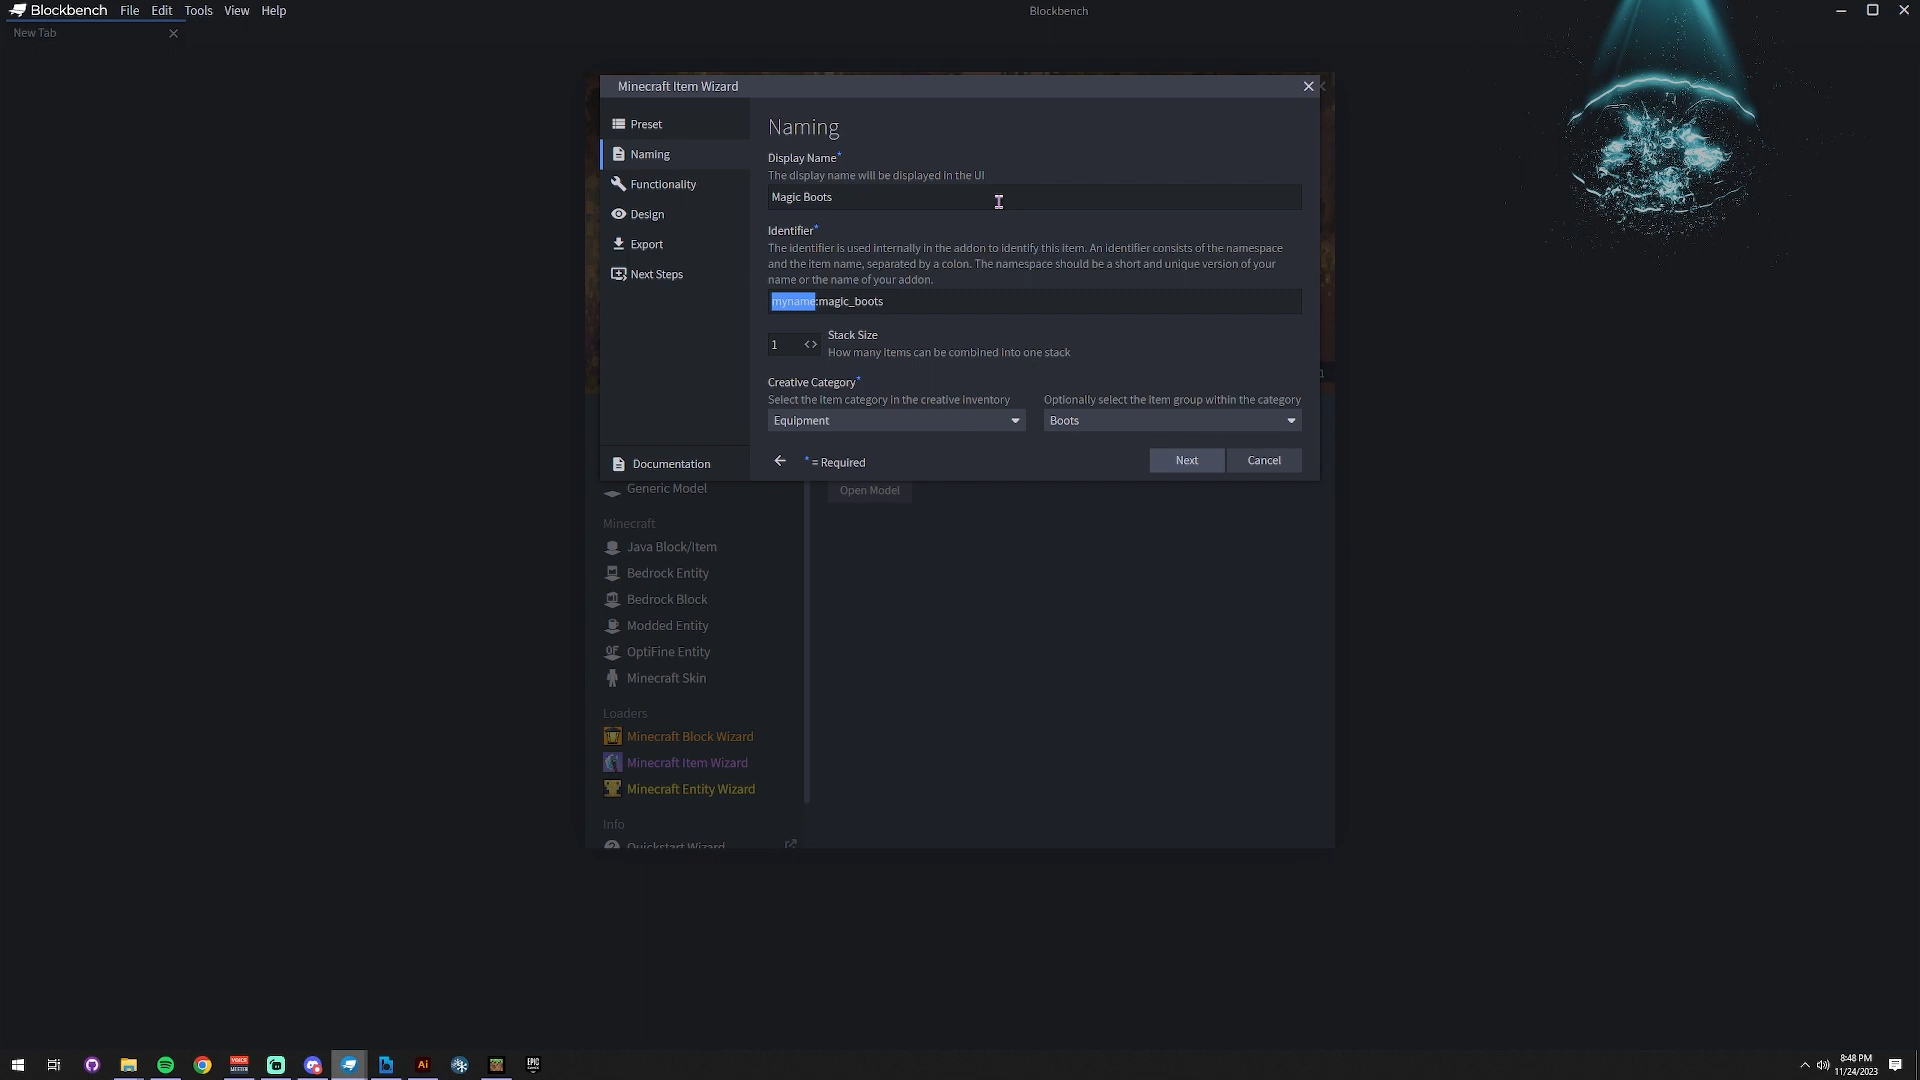 Blockbench File Edit Tools View Help
Blockbench
New Tab
Minecraft Item Wizard
Preset
Naming
Functionality
Design
Export
Next Steps
Documentation
Naming
Display Name*
The display name will be displayed in the UI
Magic Boots
Identifier*
The identifier is used internally in the addon to identify this item. An identifier consists of the namespace
and the item name, separated by a colon. The namespace should be a short and unique version of your
name or the name of your addon.
myname:magic_boots
1
Stack Size
How many items can be combined into one stack
Creative Category*
Select the item category in the creative inventory
Optionally select the item group within the category
Equipment
Boots
* = Required
Next
Cancel
Generic Model
Open Model
Minecraft
Java Block/Item
Bedrock Entity
Bedrock Block
Modded Entity
OptiFine Entity
Minecraft Skin
Loaders
Minecraft Block Wizard
Minecraft Item Wizard
Minecraft Entity Wizard
Info
Quickstart Wizard
VOICE
MEETER
Ai
EPIC
GAMES
8:48 PM
11/24/2023